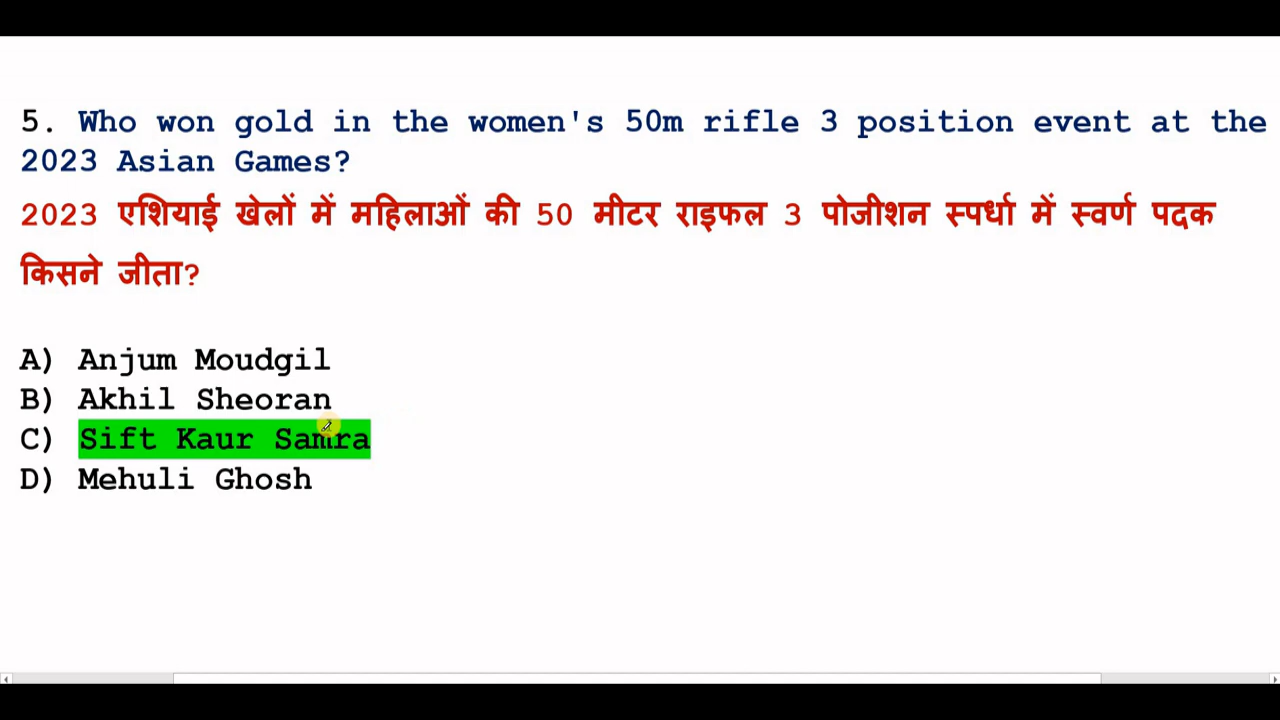 5. Who won gold in the women's 50m rifle 3 position event at the
2023 Asian Games?
2023 एशियाई खेलों में महिलाओं की 50 मीटर राइफल 3 पोजीशन स्पर्धा में स्वर्ण पदक
किसने जीता?
A) Anjum Moudgil
B) Akhil Sheoran
C) Sift Kaur Samra
D) Mehuli Ghosh